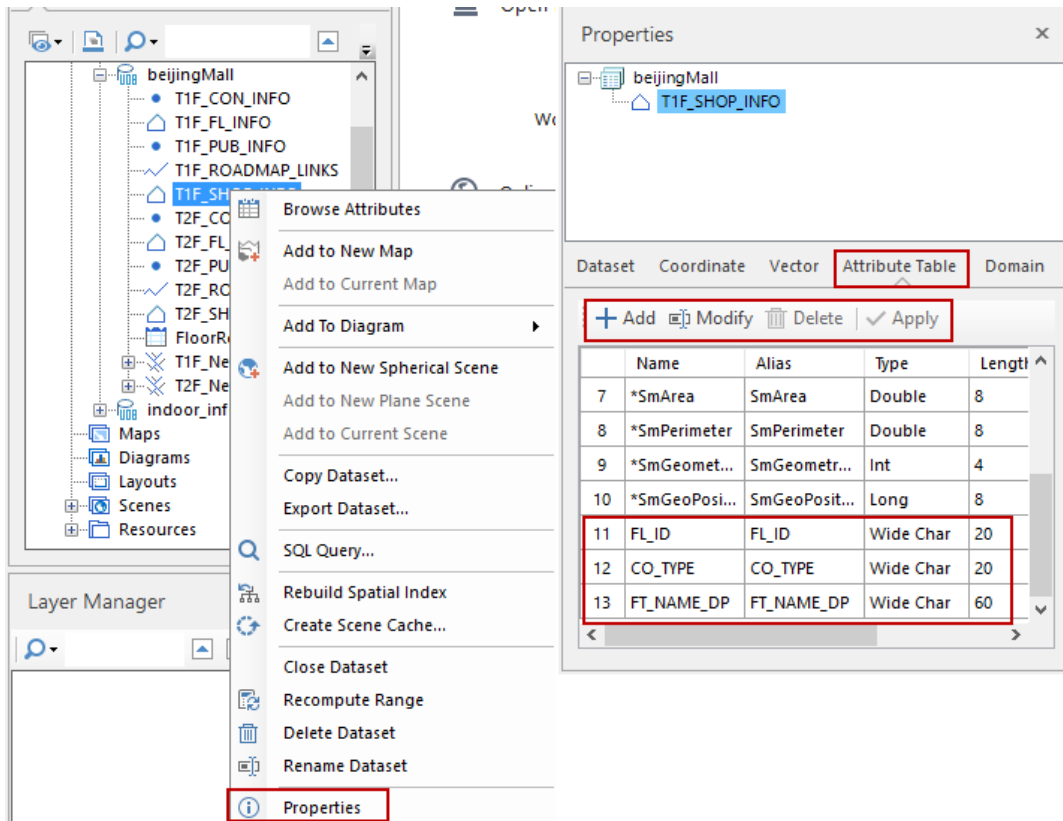 beijingMall
T1F_CON_INFO
T1F_FL_INFO
T1F_PUB_INFO
T1F_ROADMAP_LINKS
T1F_SH
T2F_CO
T2F_FL_
T2F_PU
T2F_RO
T2F_SH
FloorR
T1F_Ne
T2F_Ne
indoor_inf
Maps
Diagrams
Layouts
Scenes
Resources
Layer Manager
Browse Attributes
Add to New Map
Add to Current Map
Add To Diagram
Add to New Spherical Scene
Add to New Plane Scene
Add to Current Scene
Copy Dataset...
Export Dataset...
SQL Query...
Rebuild Spatial Index
Create Scene Cache...
Close Dataset
Recompute Range
Delete Dataset
Rename Dataset
Properties
Properties
beijingMall
T1F_SHOP_INFO
Dataset Coordinate Vector Attribute Table Domain
Add Modify Delete Apply
Name Alias Type Length
7 *SmArea SmArea Double 8
8 *SmPerimeter SmPerimeter Double 8
9 *SmGeomet... SmGeometr... Int 4
10 *SmGeoPosi... SmGeoPosit... Long 8
11 FL_ID FL_ID Wide Char 20
12 CO_TYPE CO_TYPE Wide Char 20
13 FT_NAME_DP FT_NAME_DP Wide Char 60